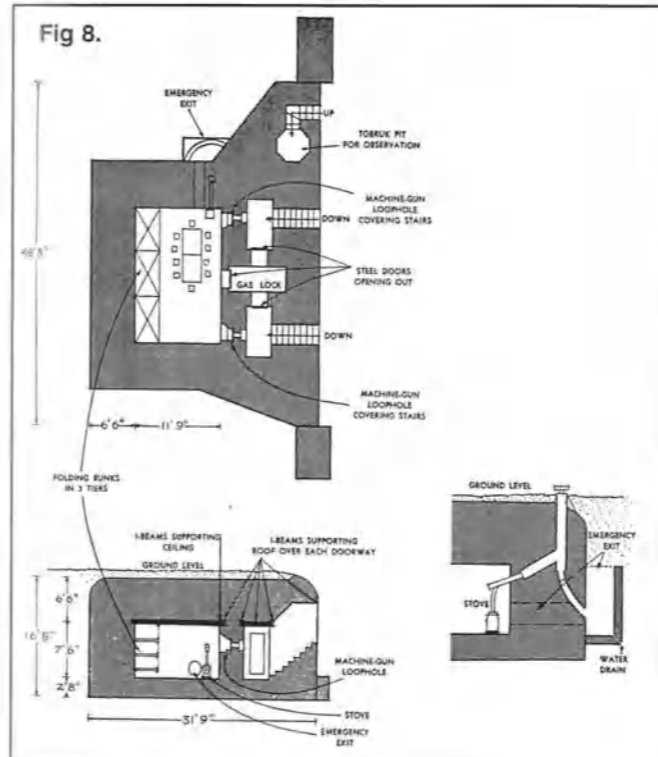 Fig 8.
EMERGENCY
EXIT
UP
TOBRUK PIT
FOR OBSERVATION
MACHINE-GUN
LOOPHOLE
COVERING STAIRS
DOWN
STEEL DOORS
OPENING OUT
GAS LOCK
DOWN
MACHINE-GUN
LOOPHOLE
COVERING STAIRS
6'6"
11'9"
FOLDING BUNKS
IN 3 TIERS
I-BEAMS SUPPORTING
CEILING
I-BEAMS SUPPORTING
ROOF OVER EACH DOORWAY
GROUND LEVEL
6'6"
16'8"
7'6"
2'8"
MACHINE-GUN
LOOPHOLE
31'9"
STOVE
EMERGENCY
EXIT
GROUND LEVEL
EMERGENCY
EXIT
STOVE
WATER
DRAIN